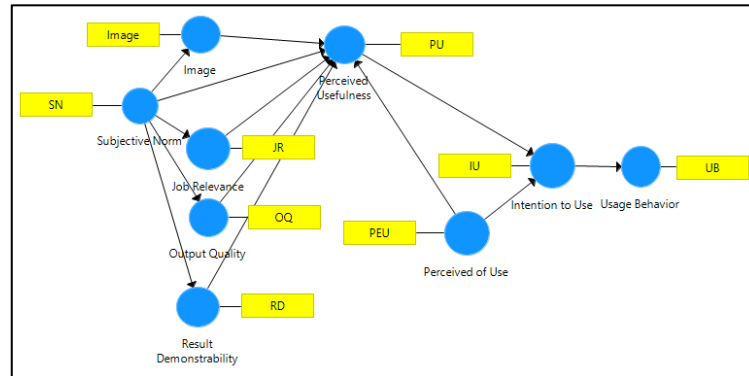 Image
Image
PU
Perceived
Usefulness
SN
Subjective Norm
JR
Job Relevance
IU
Intention to Use
UB
Usage Behavior
OQ
Output Quality
PEU
Perceived of Use
RD
Result
Demonstrability